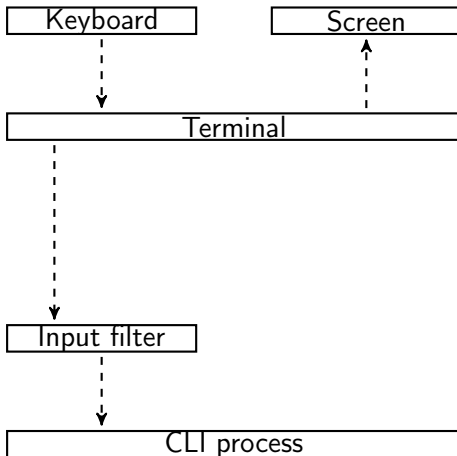 Keyboard
Screen
Terminal
Input filter
CLI process